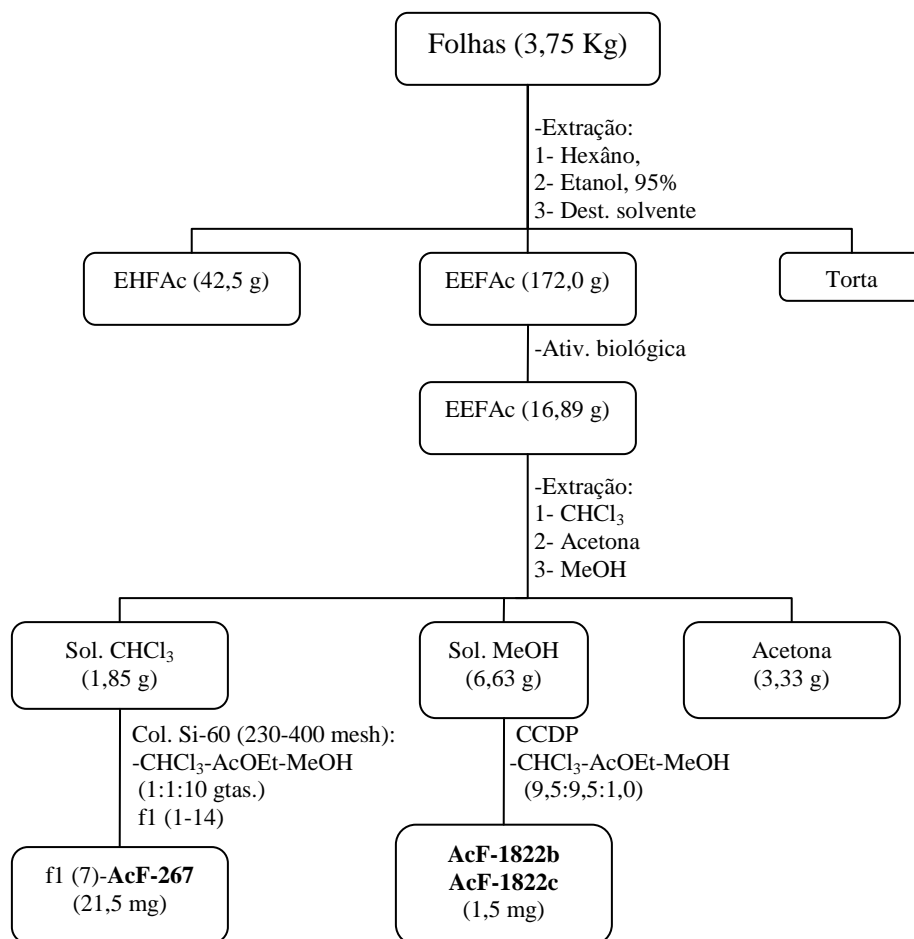 Folhas (3,75 Kg)
-Extração:
1- Hexâno,
2- Etanol, 95%
3- Dest. solvente
EHFAc (42,5 g)
EEFAc (172,0 g)
Torta
-Ativ. biológica
EEFAc (16,89 g)
-Extração:
1- CHCl₃
2- Acetona
3- MeOH
Sol. CHCl₃
(1,85 g)
Sol. MeOH
(6,63 g)
Acetona
(3,33 g)
Col. Si-60 (230-400 mesh):
-CHCl₃-AcOEt-MeOH
(1:1:10 gtas.)
f1 (1-14)
CCDP
-CHCl₃-AcOEt-MeOH
(9,5:9,5:1,0)
f1 (7)-AcF-267
(21,5 mg)
AcF-1822b
AcF-1822c
(1,5 mg)